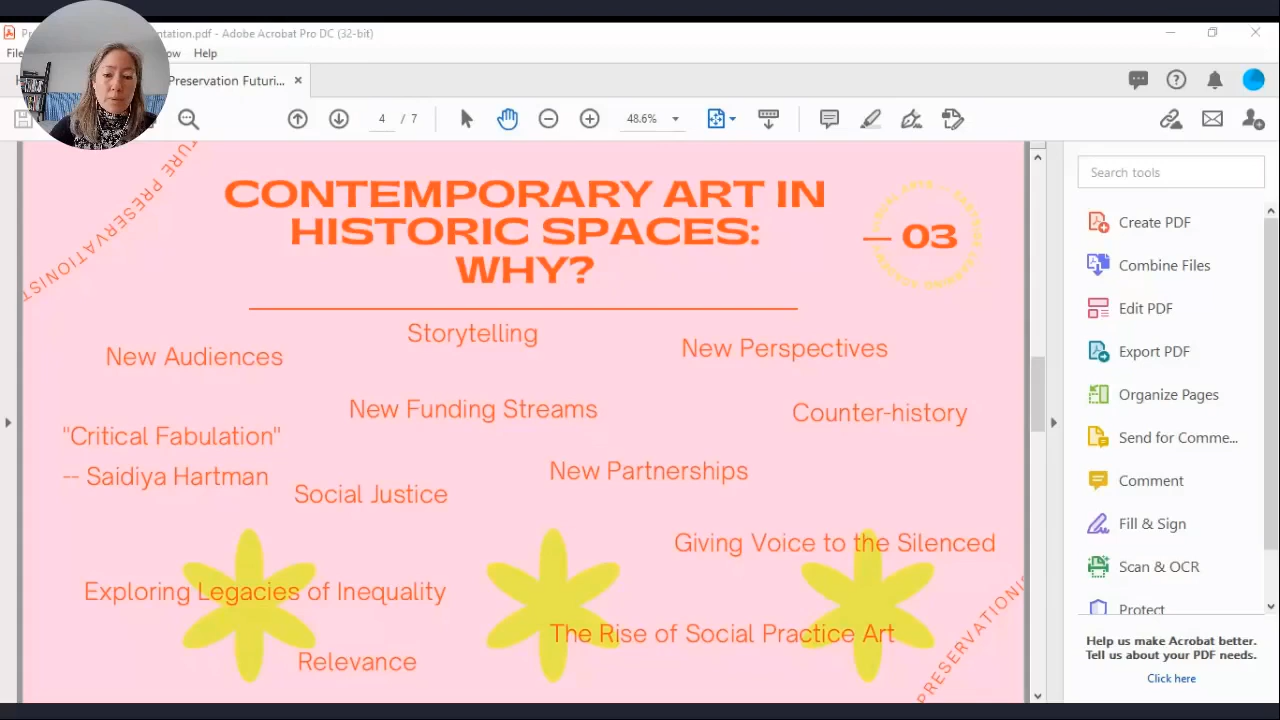 ntation.pdf - Adobe Acrobat Pro DC (32-bit)
Help
Preservation Futuri...
4 / 7
48.6%
CONTEMPORARY ART IN
HISTORIC SPACES:
WHY?
— 03
Storytelling
New Audiences
New Perspectives
New Funding Streams
Counter-history
"Critical Fabulation"
-- Saidiya Hartman
New Partnerships
Social Justice
Giving Voice to the Silenced
Exploring Legacies of Inequality
The Rise of Social Practice Art
Relevance
TURE PRESERVATIONIST
PRESERVATIONIS
Search tools
Create PDF
Combine Files
Edit PDF
Export PDF
Organize Pages
Send for Comme...
Comment
Fill & Sign
Scan & OCR
Protect
Help us make Acrobat better.
Tell us about your PDF needs.
Click here